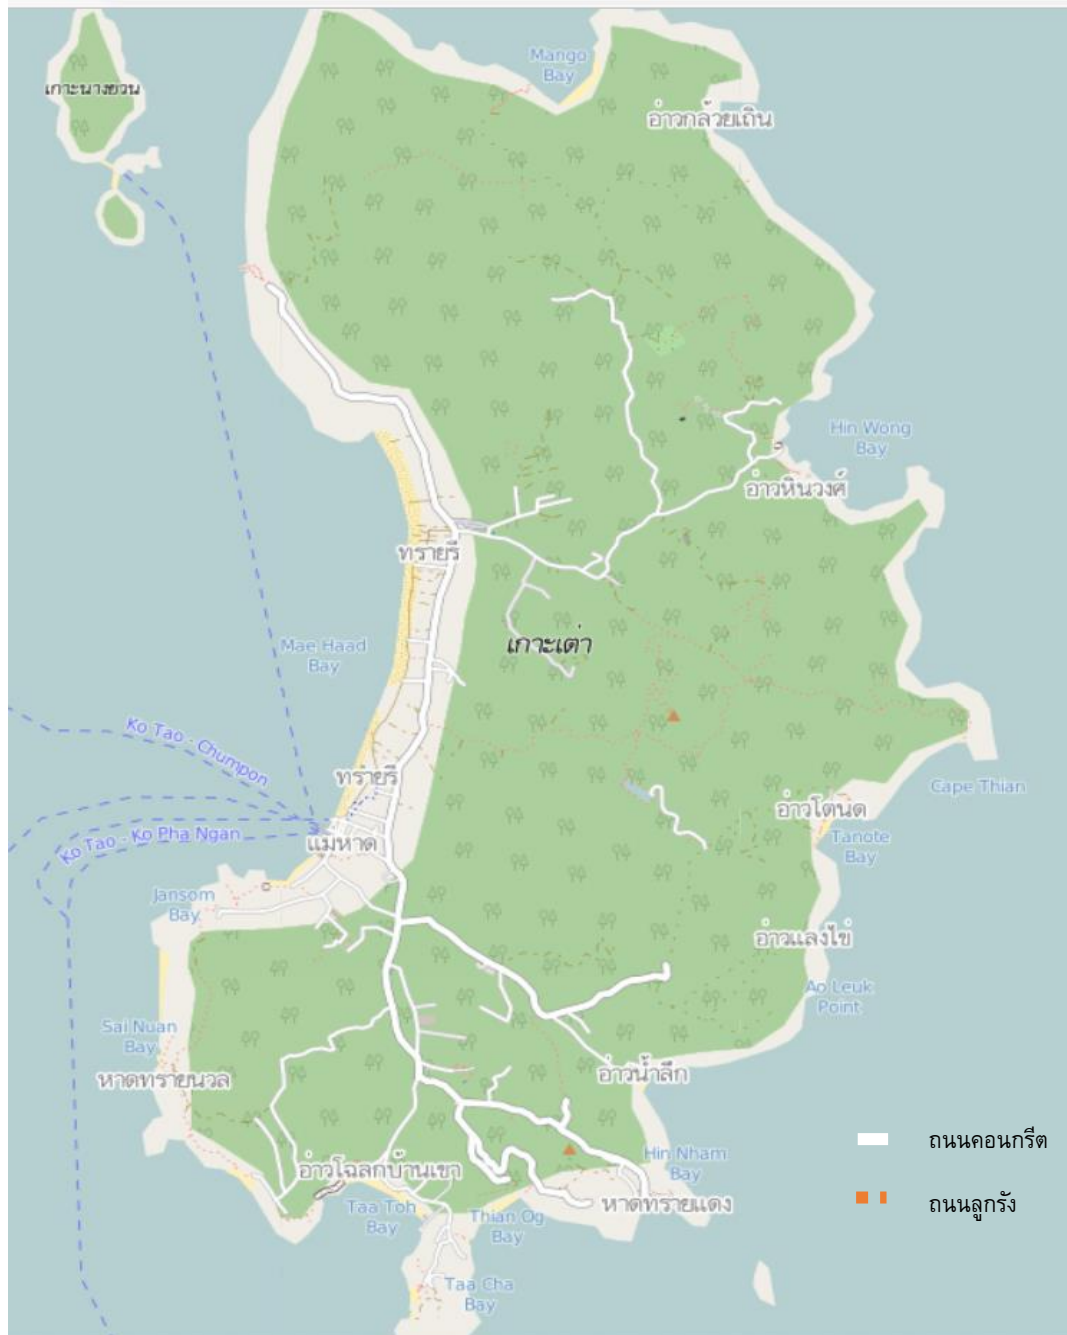 Mango
Bay
เกาะนางยวน
อ่าวกล้วยเถิน
Hin Wong
Bay
อ่าวหินวงศ์
ทรายรี
เกาะเต่า
Mae Haad
Bay
Ko Tao - Chumpon
ทรายรี
Cape Thian
อ่าวโตนด
Ko Tao - Ko Pha Ngan
แม่หาด
Tanote
Bay
Jansom
Bay
อ่าวแลงไข่
Ao Leuk
Point
Sai Nuan
Bay
อ่าวน้ำลึก
หาดทรายนวล
ถนนคอนกรีต
Hin Nham
Bay
อ่าวโฉลกบ้านเขา
ถนนลูกรัง
หาดทรายแดง
Taa Toh
Bay
Thian Og
Bay
Taa Cha
Bay